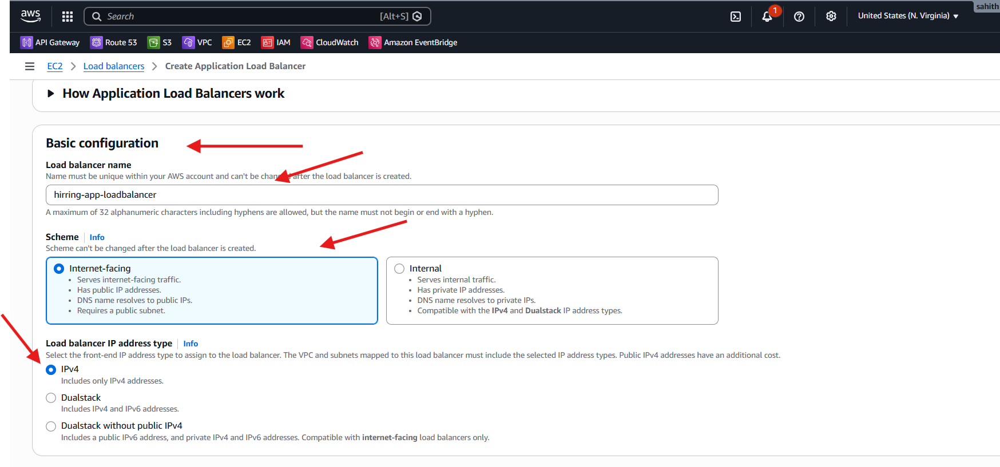 aws
Search [Alt+S]
1
United States (N. Virginia)
sahith
API Gateway Route 53 S3 VPC EC2 IAM CloudWatch Amazon EventBridge
EC2 Load balancers Create Application Load Balancer
How Application Load Balancers work
Basic configuration
Load balancer name
Name must be unique within your AWS account and can't be after the load balancer is created.
hirring-app-loadbalancer
A maximum of 32 alphanumeric characters including hyphens are allowed, but the name must not begin or end with a hyphen.
Scheme Info
Scheme can't be changed after the load balancer is created.
Internet-facing
• Serves internet-facing traffic.
• Has public IP addresses.
• DNS name resolves to public IPs.
• Requires a public subnet.
Internal
• Serves internal traffic.
• Has private IP addresses.
• DNS name resolves to private IPs.
• Compatible with the IPv4 and Dualstack IP address types.
Load balancer IP address type Info
Select the front-end IP address type to assign to the load balancer. The VPC and subnets mapped to this load balancer must include the selected IP address types. Public IPv4 addresses have an additional cost.
IPv4
Includes only IPv4 addresses.
Dualstack
Includes IPv4 and IPv6 addresses.
Dualstack without public IPv4
Includes a public IPv6 address, and private IPv4 and IPv6 addresses. Compatible with internet-facing load balancers only.